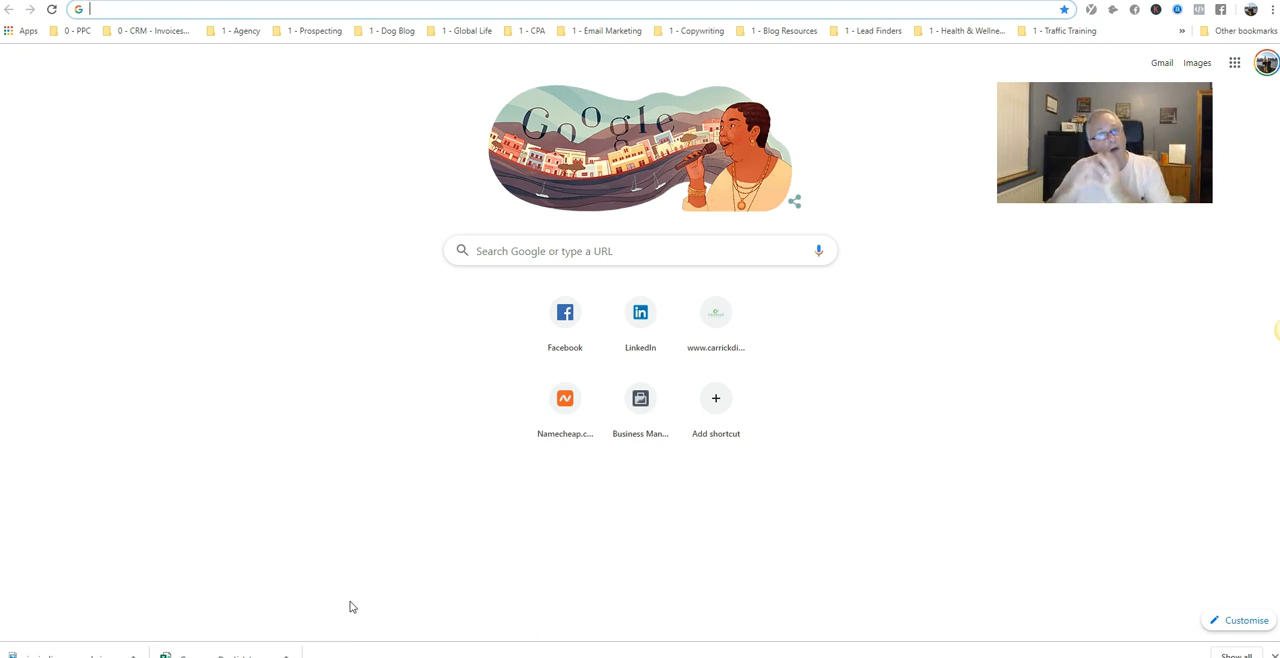 Apps 0 - PPC 0 - CRM - Invoices... 1 - Agency 1 - Prospecting 1 - Dog Blog 1 - Global Life 1 - CPA 1 - Email Marketing 1 - Copywriting 1 - Blog Resources 1 - Lead Finders 1 - Health & Wellne... 1 - Traffic Training » Other bookmarks
Gmail Images
Google
Search Google or type a URL
Facebook LinkedIn www.carrickdi...
Namecheap.c... Business Man... Add shortcut
Customise
Show all